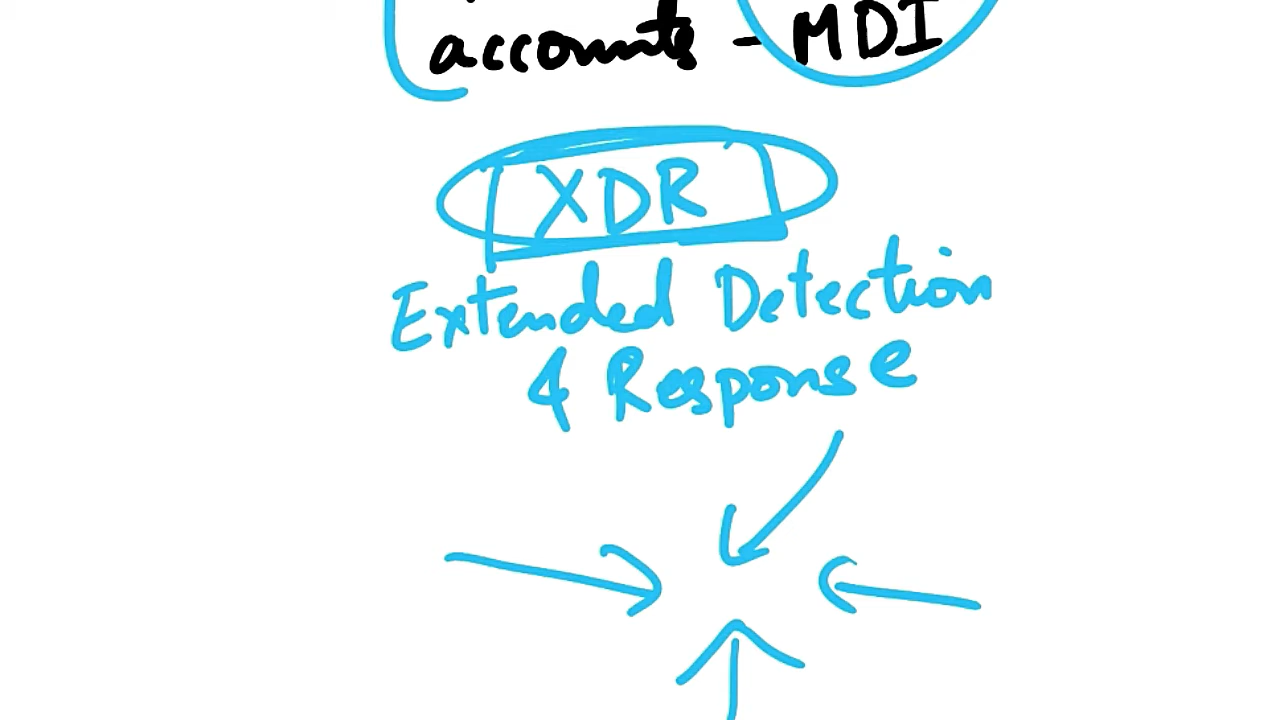 accounts - MDI
XDR
Extended Detection
& Response